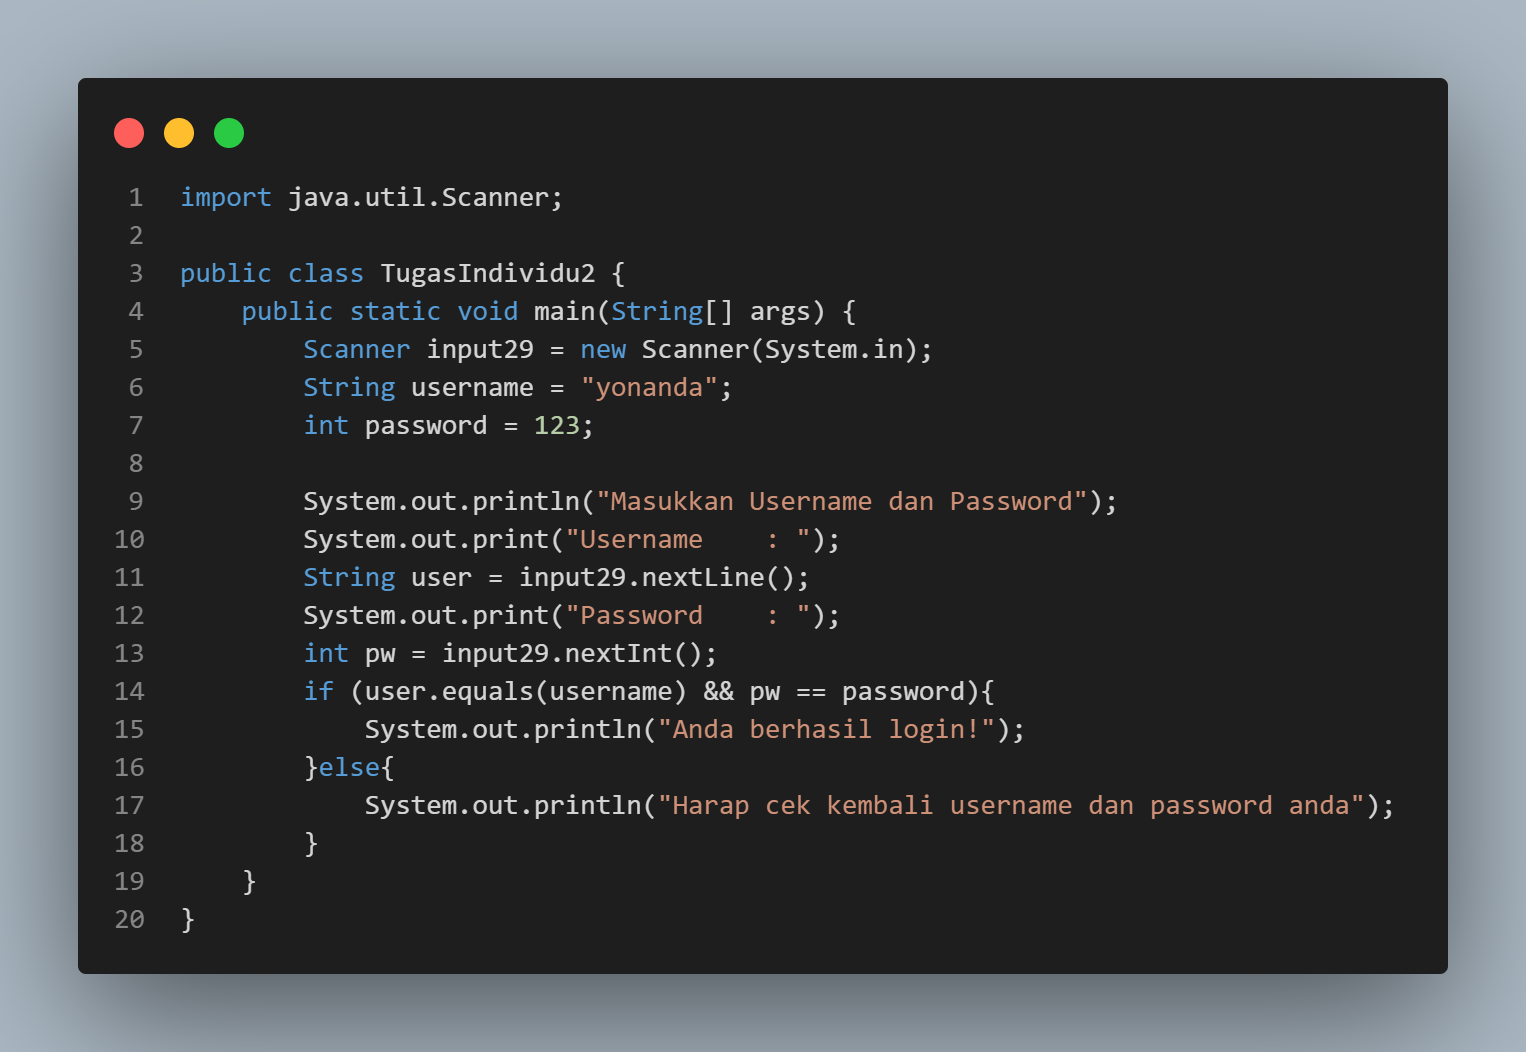 1 import java.util.Scanner;
2
3 public class TugasIndividu2 {
4     public static void main(String[] args) {
5         Scanner input29 = new Scanner(System.in);
6         String username = "yonanda";
7         int password = 123;
8
9         System.out.println("Masukkan Username dan Password");
10         System.out.print("Username    : ");
11         String user = input29.nextLine();
12         System.out.print("Password    : ");
13         int pw = input29.nextInt();
14         if (user.equals(username) && pw == password){
15             System.out.println("Anda berhasil login!");
16         }else{
17             System.out.println("Harap cek kembali username dan password anda");
18         }
19     }
20 }